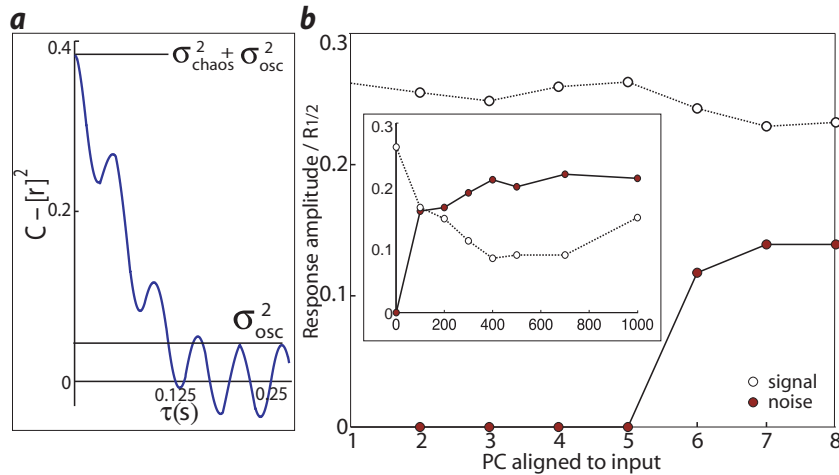 a
0.4
σ²chaos + σ²osc
C – [r]²
0.2
σ²osc
0
0.125
0.25
τ(s)
b
0.3
0.2
0.1
0
Response amplitude / R1/2
1 2 3 4 5 6 7 8
PC aligned to input
0.3
0.2
0.1
0
0 200 400 600 800 1000
signal
noise